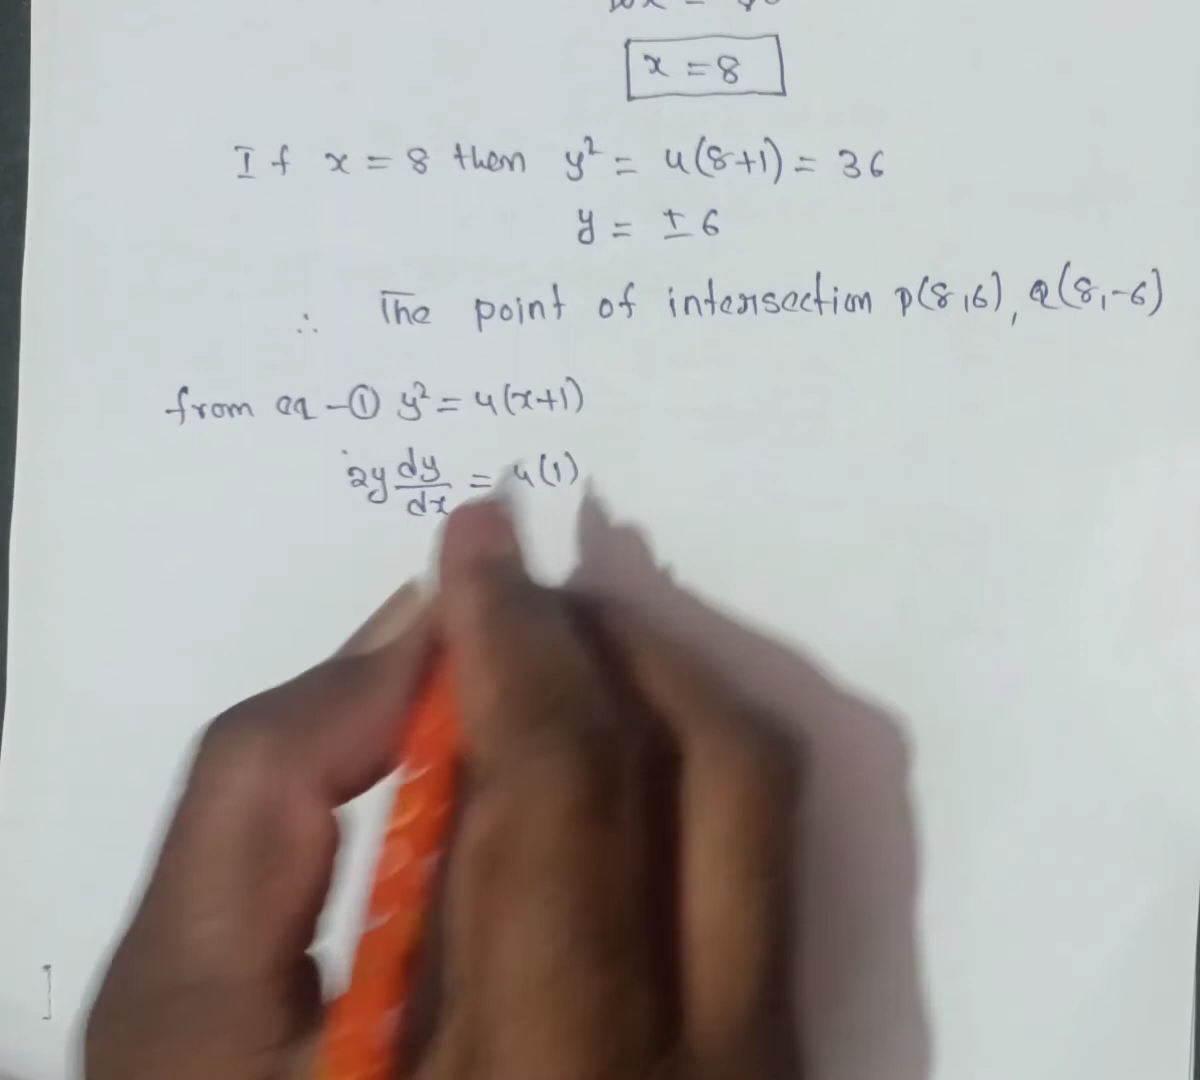 x = 8
If x = 8 then y² = 4(8+1) = 36
y = ± 6
∴ The point of intersection P(8,6), Q(8,-6)
from eq - ① y² = 4(x+1)
2y dy/dx = 4(1)